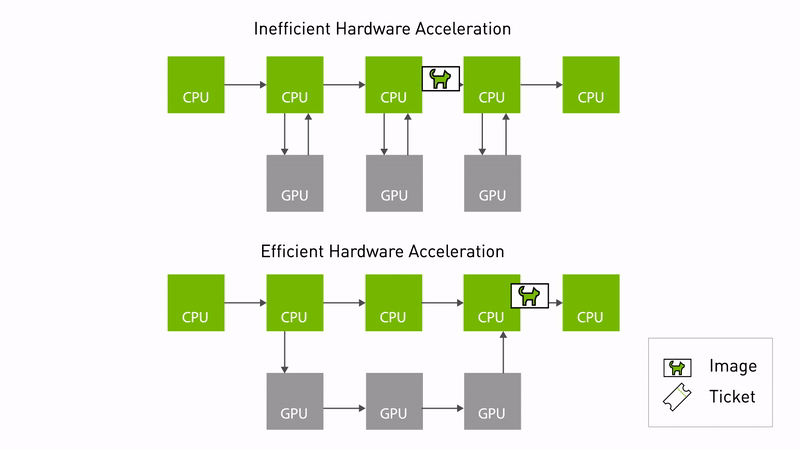 Inefficient Hardware Acceleration
CPU CPU CPU CPU CPU
GPU GPU GPU
Efficient Hardware Acceleration
CPU CPU CPU CPU CPU
GPU GPU GPU
Image
Ticket